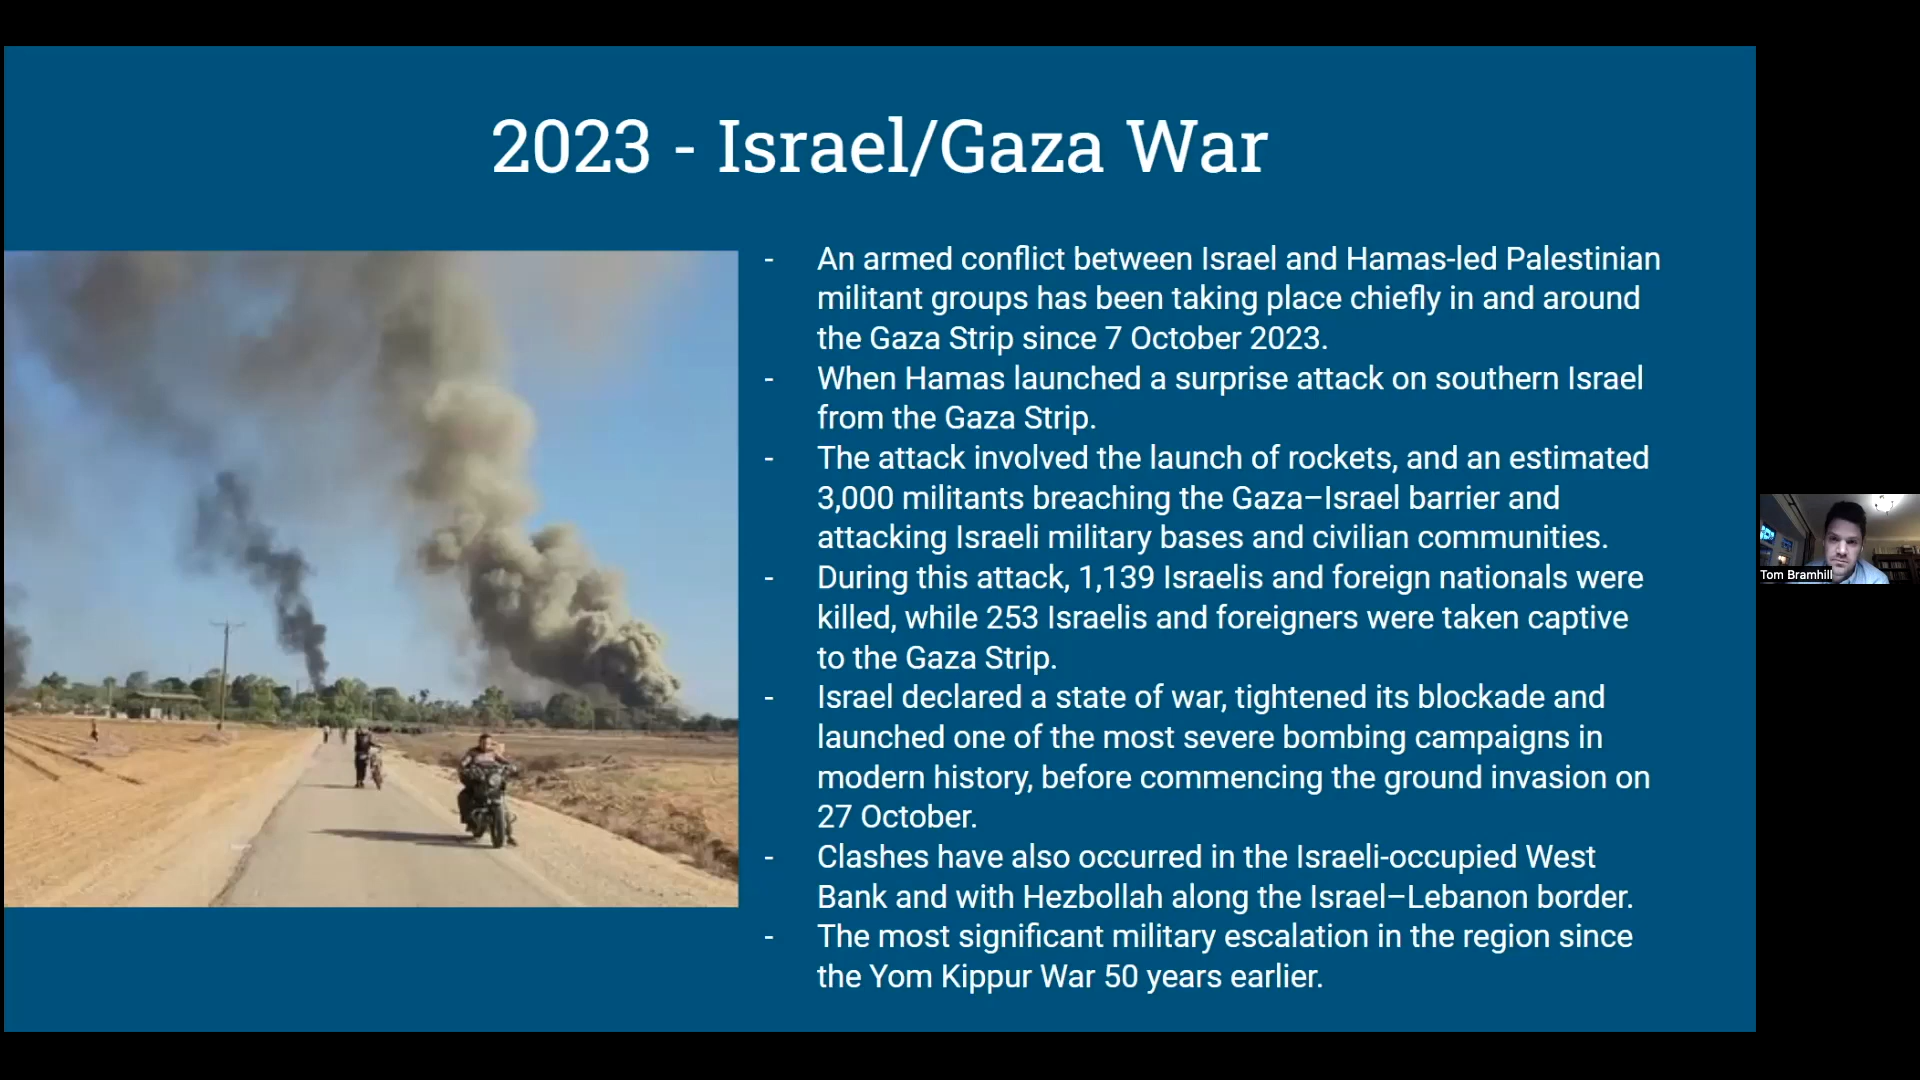 2023 - Israel/Gaza War
- An armed conflict between Israel and Hamas-led Palestinian
militant groups has been taking place chiefly in and around
the Gaza Strip since 7 October 2023.
- When Hamas launched a surprise attack on southern Israel
from the Gaza Strip.
- The attack involved the launch of rockets, and an estimated
3,000 militants breaching the Gaza–Israel barrier and
attacking Israeli military bases and civilian communities.
- During this attack, 1,139 Israelis and foreign nationals were
killed, while 253 Israelis and foreigners were taken captive
to the Gaza Strip.
- Israel declared a state of war, tightened its blockade and
launched one of the most severe bombing campaigns in
modern history, before commencing the ground invasion on
27 October.
- Clashes have also occurred in the Israeli-occupied West
Bank and with Hezbollah along the Israel–Lebanon border.
- The most significant military escalation in the region since
the Yom Kippur War 50 years earlier.
Tom Bramhill